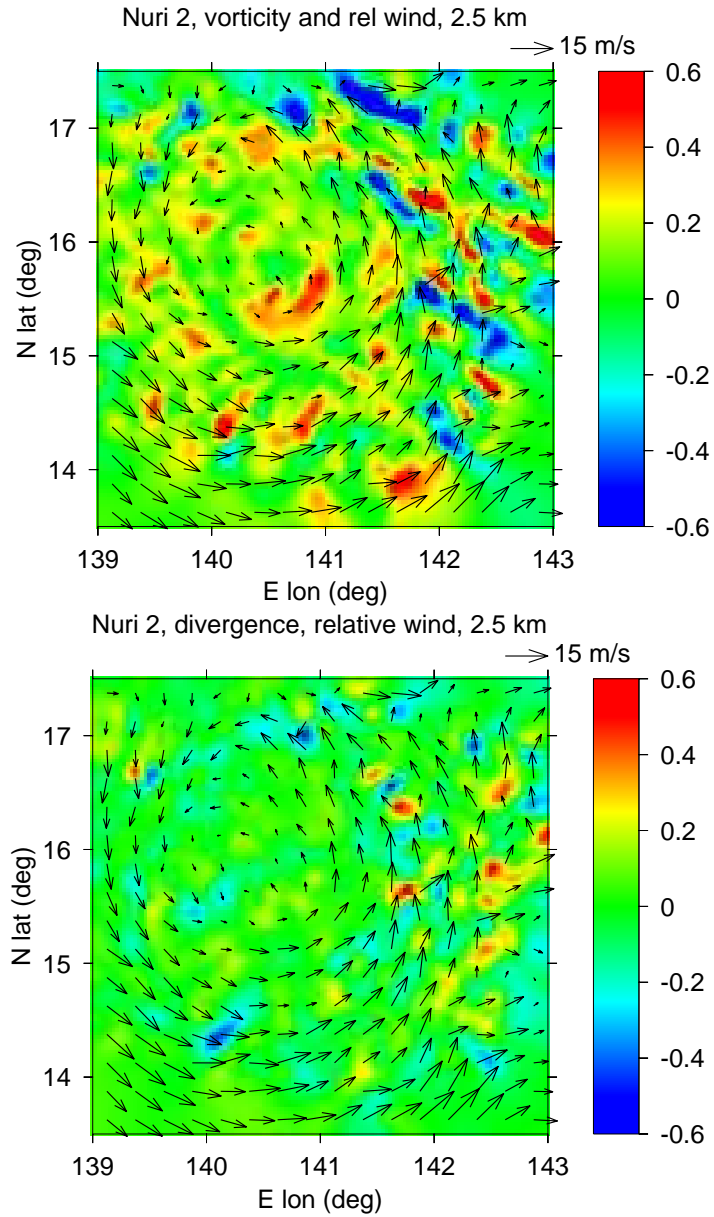 Nuri 2, vorticity and rel wind, 2.5 km
15 m/s
17
16
15
14
N lat (deg)
139 140 141 142 143
E lon (deg)
0.6
0.4
0.2
0
-0.2
-0.4
-0.6
Nuri 2, divergence, relative wind, 2.5 km
15 m/s
17
16
15
14
N lat (deg)
139 140 141 142 143
E lon (deg)
0.6
0.4
0.2
0
-0.2
-0.4
-0.6